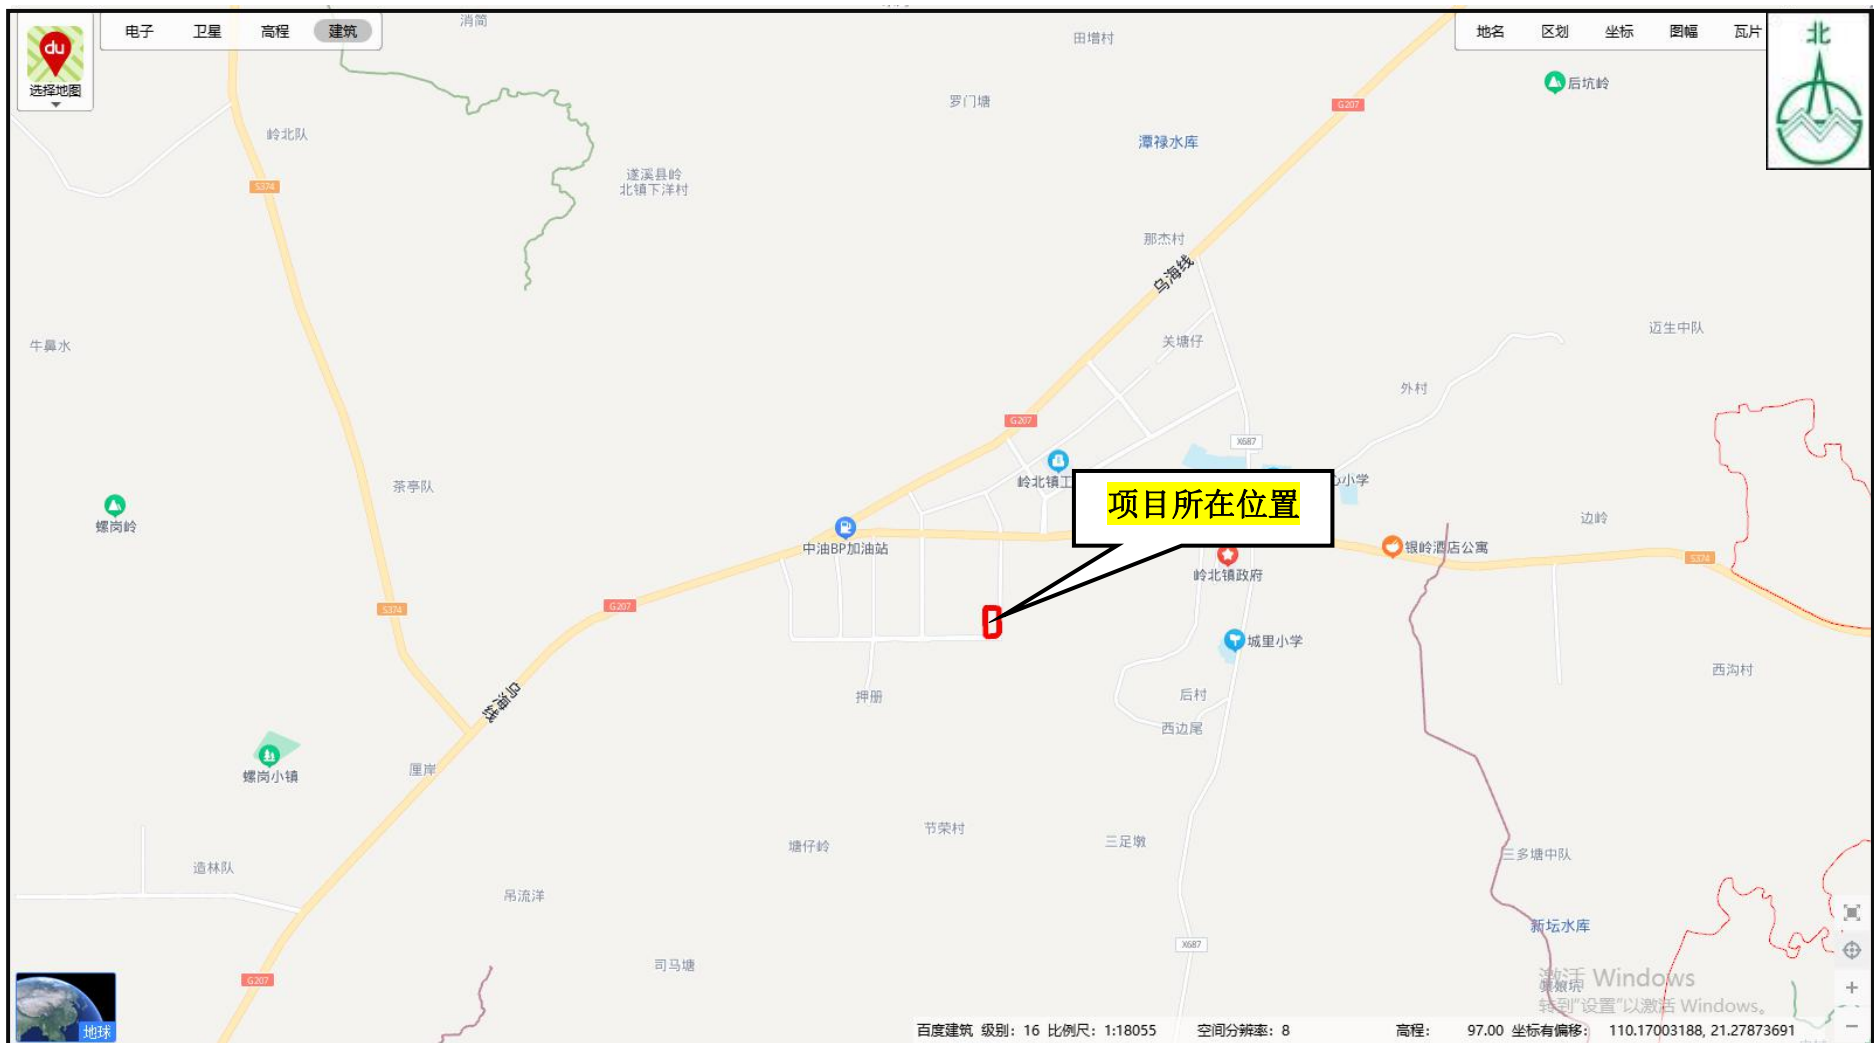 du
选择地图
电子 卫星 高程 建筑
地名 区划 坐标 图幅 瓦片
北
消简
田增村
后坑岭
罗门塘
G207
岭北队
潭禄水库
遂溪县岭
北镇下洋村
S374
那杰村
乌海线
迈生中队
关塘仔
牛鼻水
外村
G207
X687
岭北镇工
心小学
茶亭队
项目所在位置
螺岗岭
边岭
中油BP加油站
银岭酒店公寓
S374
岭北镇政府
G207
S374
城里小学
西沟村
押册
后村
乌海线
西边尾
厘岸
螺岗小镇
节荣村
三足墩
塘仔岭
三多塘中队
造林队
吊流洋
新坛水库
X687
司马塘
G207
激活 Windows
转到"设置"以激活 Windows。
地球
百度建筑 级别: 16 比例尺: 1:18055 空间分辨率: 8 高程: 97.00 坐标有偏移: 110.17003188, 21.27873691